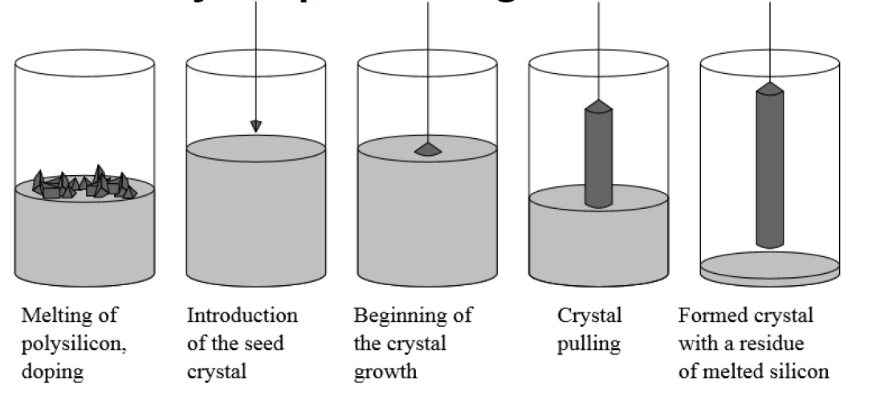 Melting of
polysilicon,
doping
Introduction
of the seed
crystal
Beginning of
the crystal
growth
Crystal
pulling
Formed crystal
with a residue
of melted silicon